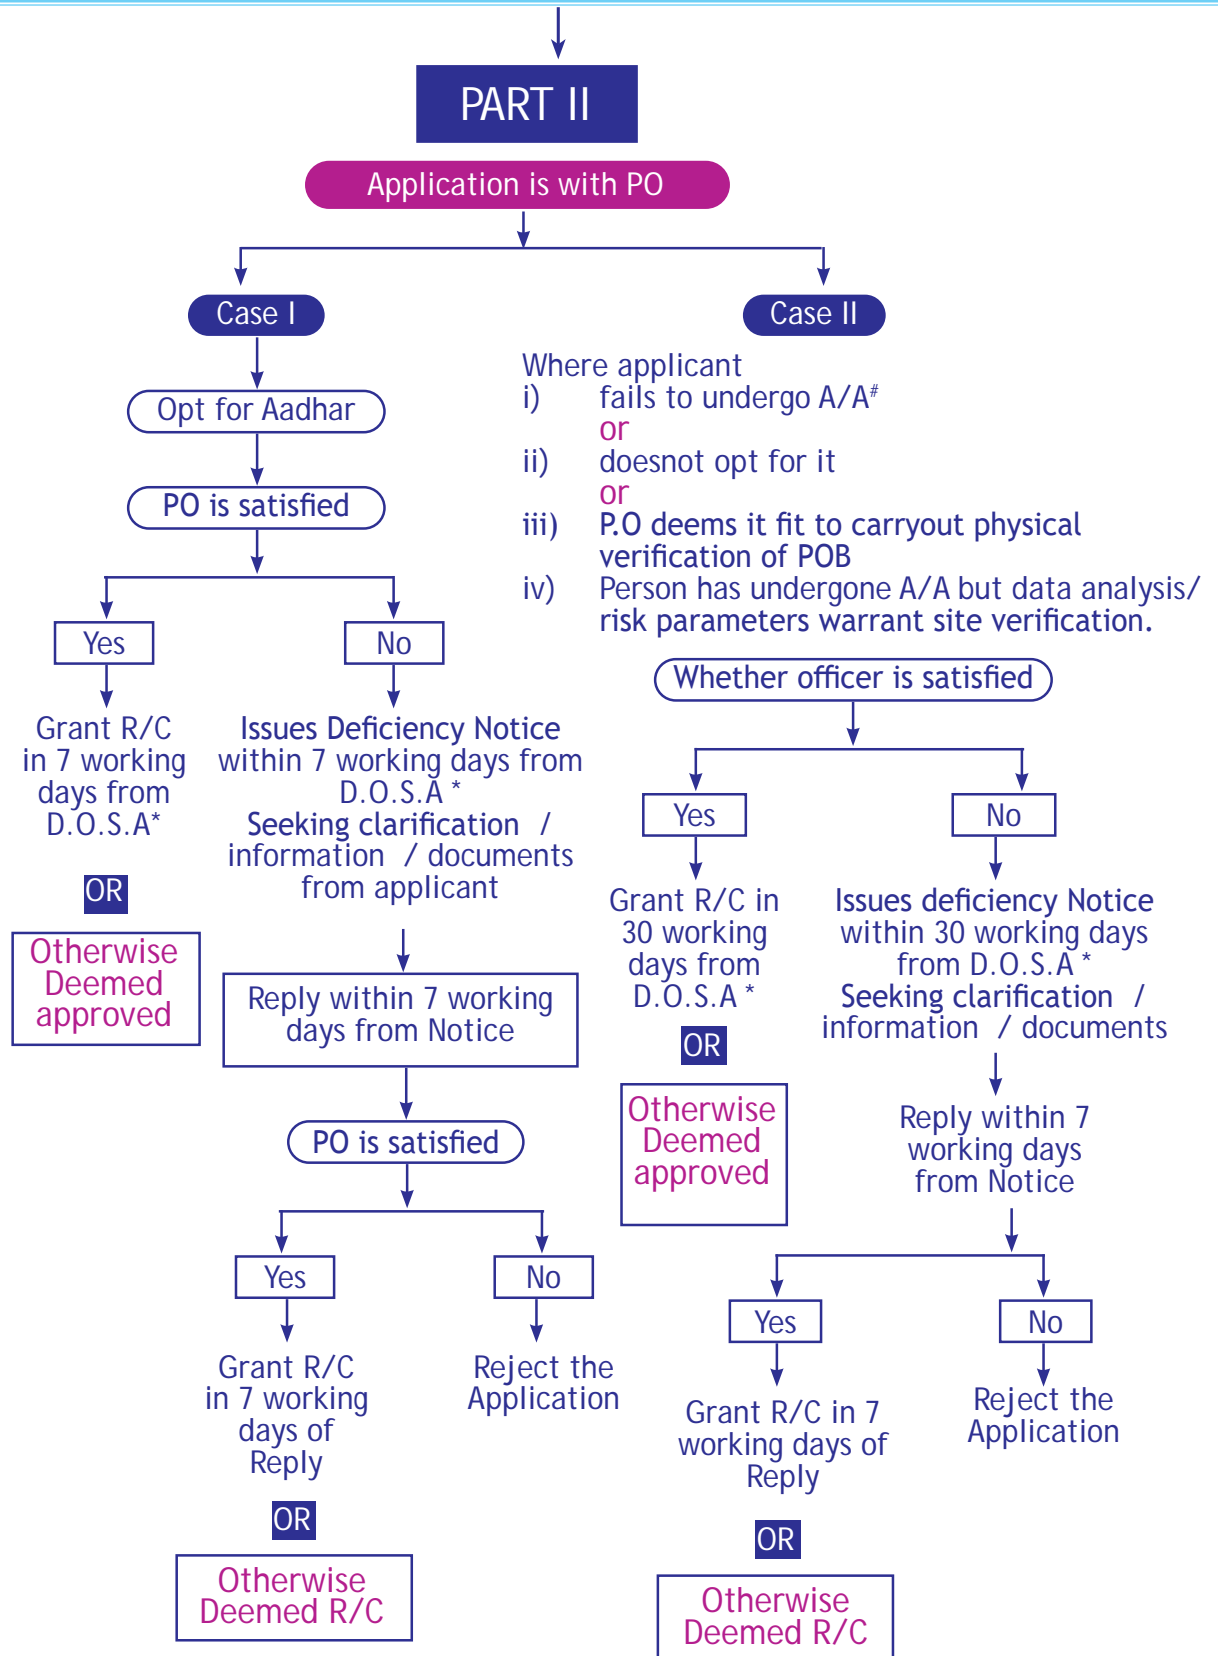 PART II
Application is with PO
Case I
Opt for Aadhar
PO is satisfied
Yes
No
Grant R/C
in 7 working
days from
D.O.S.A*
OR
Otherwise
Deemed
approved
Issues Deficiency Notice
within 7 working days from
D.O.S.A *
Seeking clarification /
information / documents
from applicant
Reply within 7 working
days from Notice
PO is satisfied
Yes
No
Grant R/C
in 7 working
days of
Reply
OR
Otherwise
Deemed R/C
Reject the
Application
Case II
Where applicant
i) fails to undergo A/A#
or
ii) doesnot opt for it
or
iii) P.O deems it fit to carryout physical
verification of POB
iv) Person has undergone A/A but data analysis/
risk parameters warrant site verification.
Whether officer is satisfied
Yes
No
Grant R/C in
30 working
days from
D.O.S.A *
OR
Otherwise
Deemed
approved
Issues deficiency Notice
within 30 working days
from D.O.S.A *
Seeking clarification /
information / documents
Reply within 7
working days
from Notice
Yes
No
Grant R/C in 7
working days of
Reply
OR
Otherwise
Deemed R/C
Reject the
Application